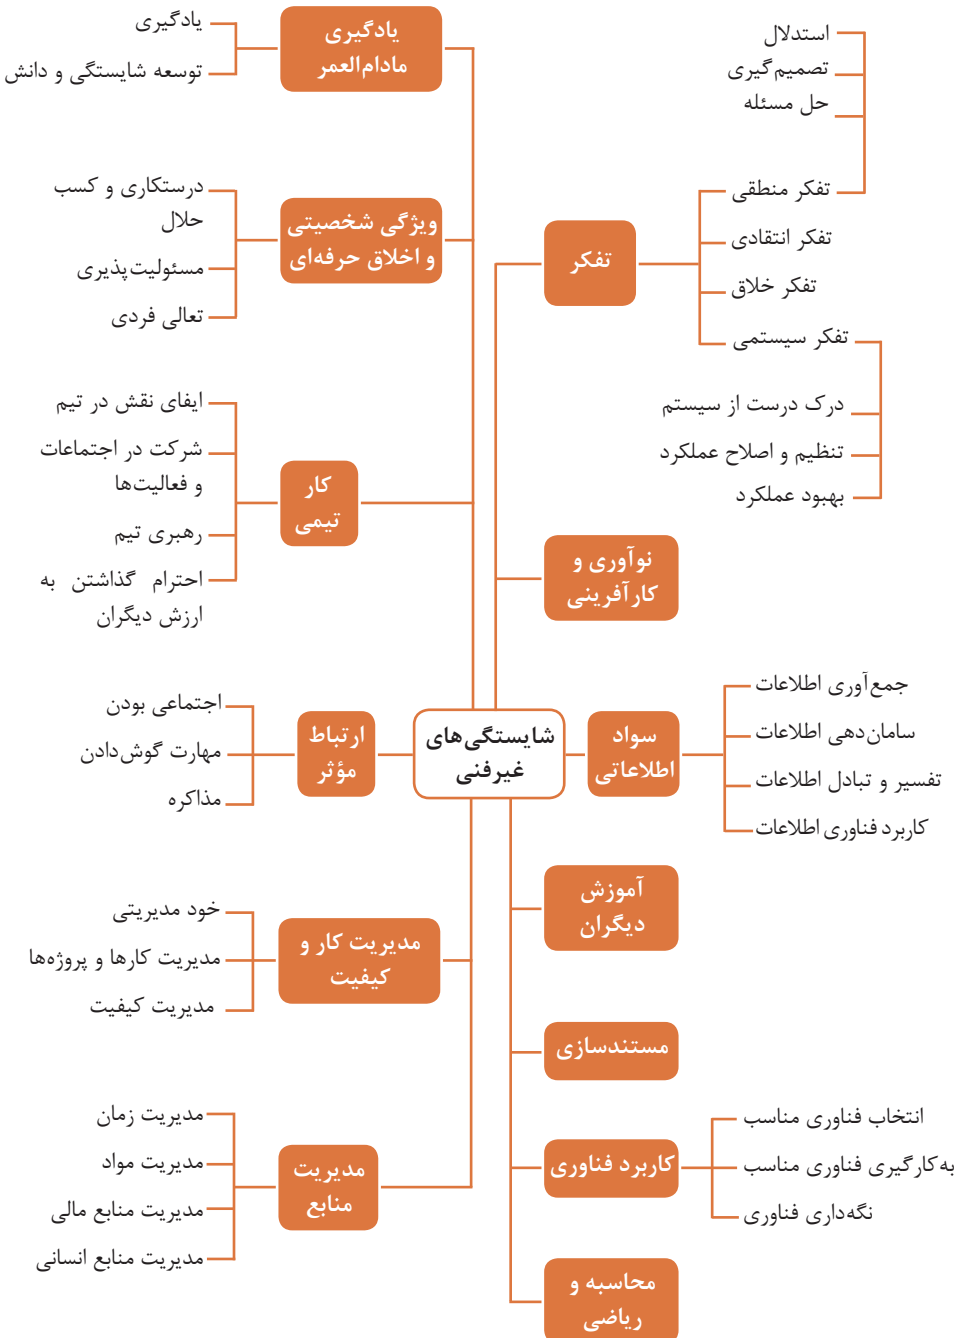 استدلال
تصمیم‌گیری
حل مسئله
تفکر منطقی
تفکر انتقادی
تفکر خلاق
تفکر سیستمی
تفکر
درک درست از سیستم
تنظیم و اصلاح عملکرد
بهبود عملکرد
نوآوری و
کارآفرینی
جمع‌آوری اطلاعات
سامان‌دهی اطلاعات
تفسیر و تبادل اطلاعات
کاربرد فناوری اطلاعات
سواد
اطلاعاتی
آموزش
دیگران
مستندسازی
انتخاب فناوری مناسب
به‌کارگیری فناوری مناسب
نگه‌داری فناوری
کاربرد فناوری
محاسبه و
ریاضی
شایستگی‌های
غیرفنی
یادگیری
مادام‌العمر
یادگیری
توسعه شایستگی و دانش
ویژگی شخصیتی
و اخلاق حرفه‌ای
درستکاری و کسب
حلال
مسئولیت‌پذیری
تعالی فردی
کار
تیمی
ایفای نقش در تیم
شرکت در اجتماعات
و فعالیت‌ها
رهبری تیم
احترام گذاشتن به
ارزش دیگران
ارتباط
مؤثر
اجتماعی بودن
مهارت گوش‌دادن
مذاکره
مدیریت کار و
کیفیت
خود مدیریتی
مدیریت کارها و پروژه‌ها
مدیریت کیفیت
مدیریت
منابع
مدیریت زمان
مدیریت مواد
مدیریت منابع مالی
مدیریت منابع انسانی